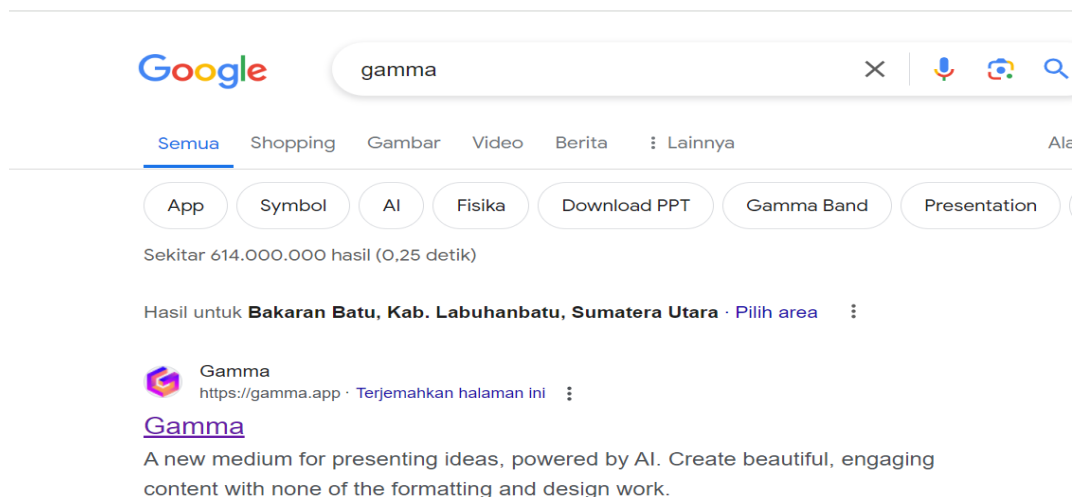 Google
gamma
Semua Shopping Gambar Video Berita Lainnya
App Symbol AI Fisika Download PPT Gamma Band Presentation
Sekitar 614.000.000 hasil (0,25 detik)
Hasil untuk Bakaran Batu, Kab. Labuhanbatu, Sumatera Utara · Pilih area
Gamma
https://gamma.app · Terjemahkan halaman ini
Gamma
A new medium for presenting ideas, powered by AI. Create beautiful, engaging
content with none of the formatting and design work.